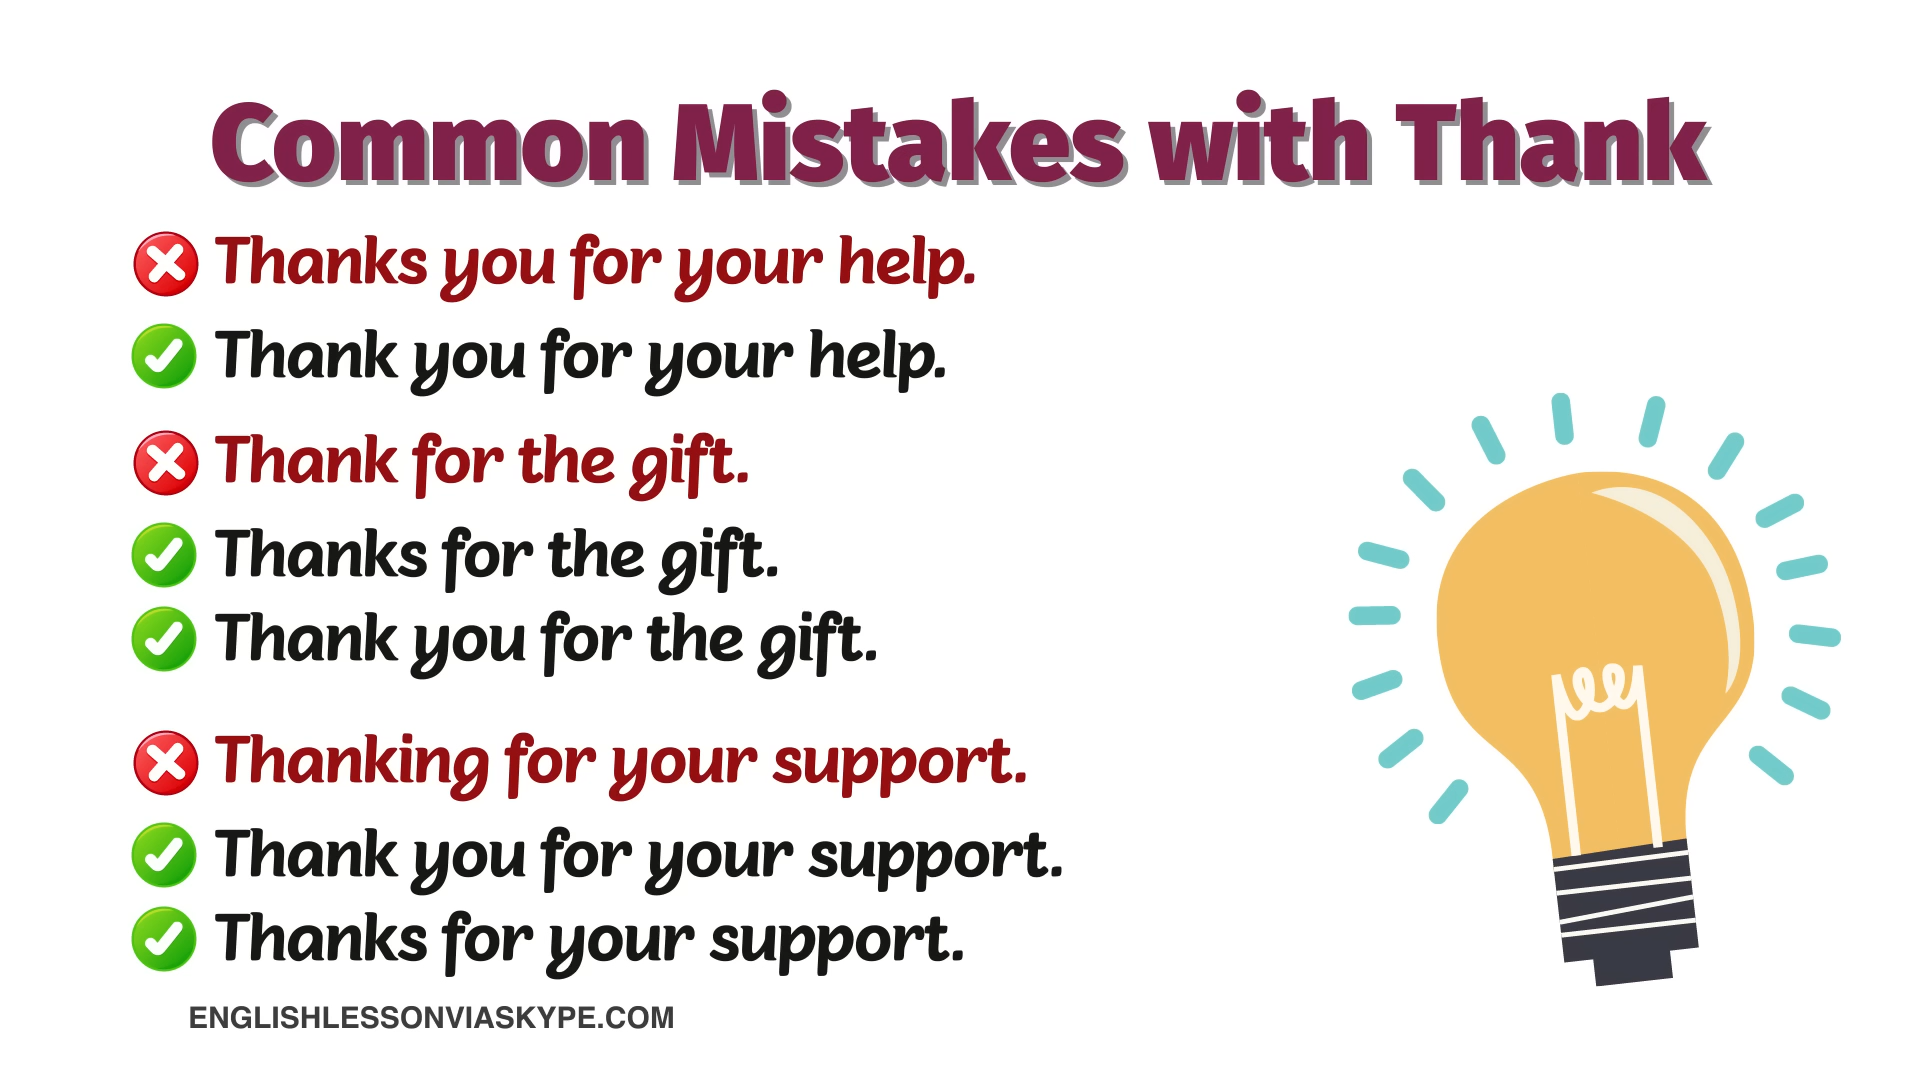 Common Mistakes with Thank
Thanks you for your help.
Thank you for your help.
Thank for the gift.
Thanks for the gift.
Thank you for the gift.
Thanking for your support.
Thank you for your support.
Thanks for your support.
ENGLISHLESSONVIASKYPE.COM